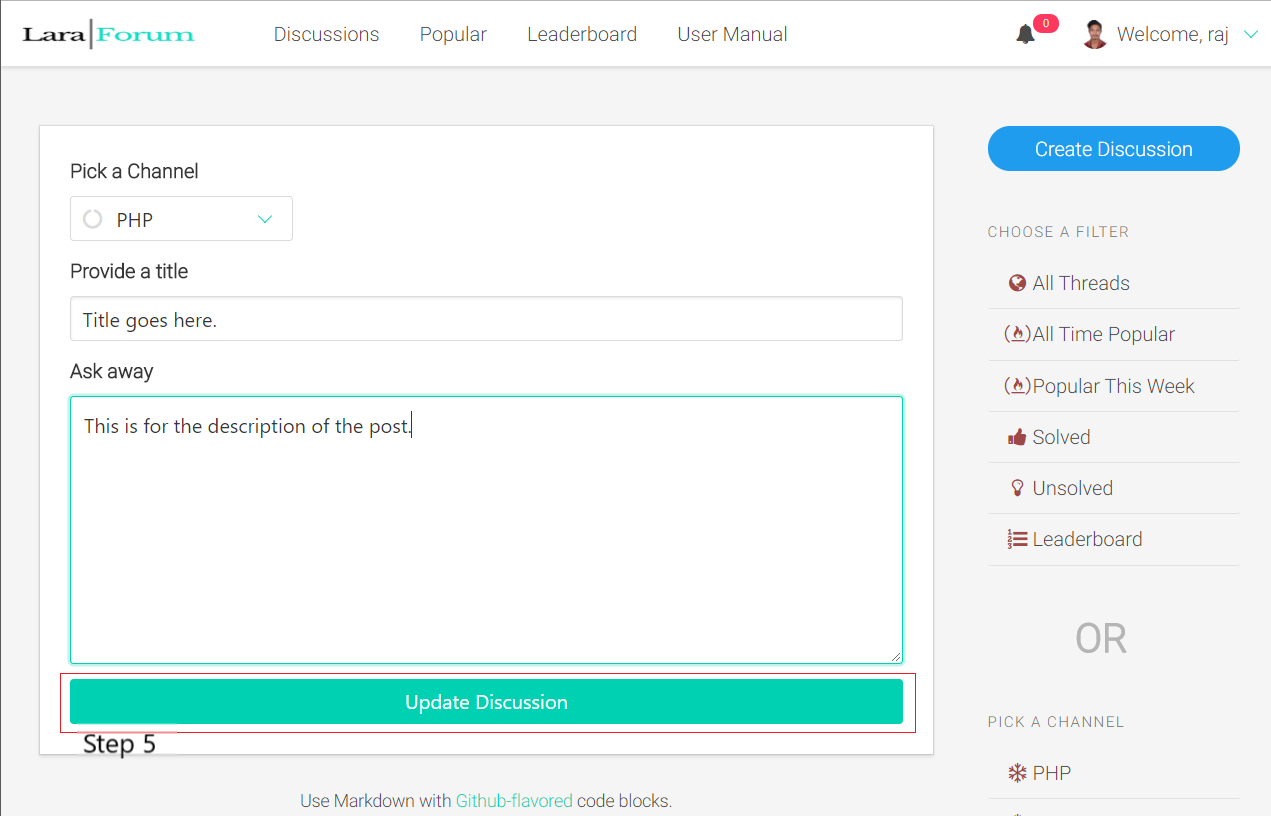 Lara|Forum Discussions Popular Leaderboard User Manual 0 Welcome, raj
Pick a Channel
PHP
Provide a title
Title goes here.
Ask away
This is for the description of the post.
Update Discussion
Step 5
Use Markdown with Github-flavored code blocks.
Create Discussion
CHOOSE A FILTER
All Threads
All Time Popular
Popular This Week
Solved
Unsolved
Leaderboard
OR
PICK A CHANNEL
PHP